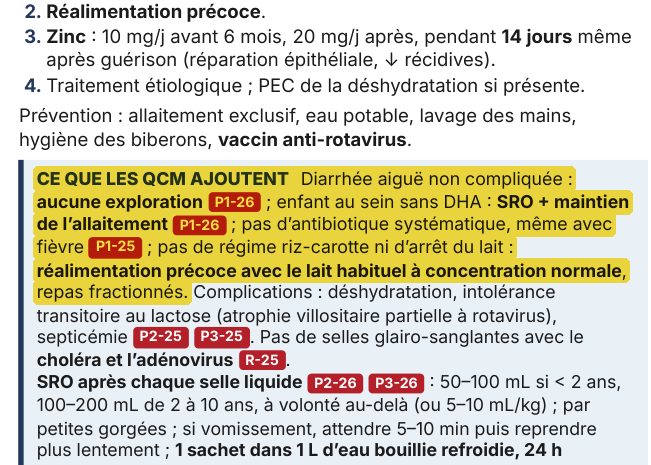 2. Réalimentation précoce.
3. Zinc : 10 mg/j avant 6 mois, 20 mg/j après, pendant 14 jours même
après guérison (réparation épithéliale, ↓ récidives).
4. Traitement étiologique ; PEC de la déshydratation si présente.
Prévention : allaitement exclusif, eau potable, lavage des mains,
hygiène des biberons, vaccin anti-rotavirus.
CE QUE LES QCM AJOUTENT Diarrhée aiguë non compliquée :
aucune exploration P1-26 ; enfant au sein sans DHA : SRO + maintien
de l’allaitement P1-26 ; pas d’antibiotique systématique, même avec
fièvre P1-25 ; pas de régime riz-carotte ni d’arrêt du lait :
réalimentation précoce avec le lait habituel à concentration normale,
repas fractionnés. Complications : déshydratation, intolérance
transitoire au lactose (atrophie villositaire partielle à rotavirus),
septicémie P2-25 P3-25. Pas de selles glairo-sanglantes avec le
choléra et l’adénovirus R-25.
SRO après chaque selle liquide P2-26 P3-26 : 50–100 mL si < 2 ans,
100–200 mL de 2 à 10 ans, à volonté au-delà (ou 5–10 mL/kg) ; par
petites gorgées ; si vomissement, attendre 5–10 min puis reprendre
plus lentement ; 1 sachet dans 1 L d’eau bouillie refroidie, 24 h